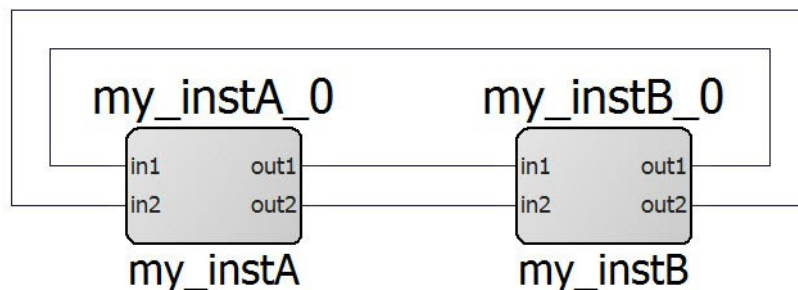 my_instA_0 my_instB_0
in1 out1 in1 out1
in2 out2 in2 out2
my_instA my_instB